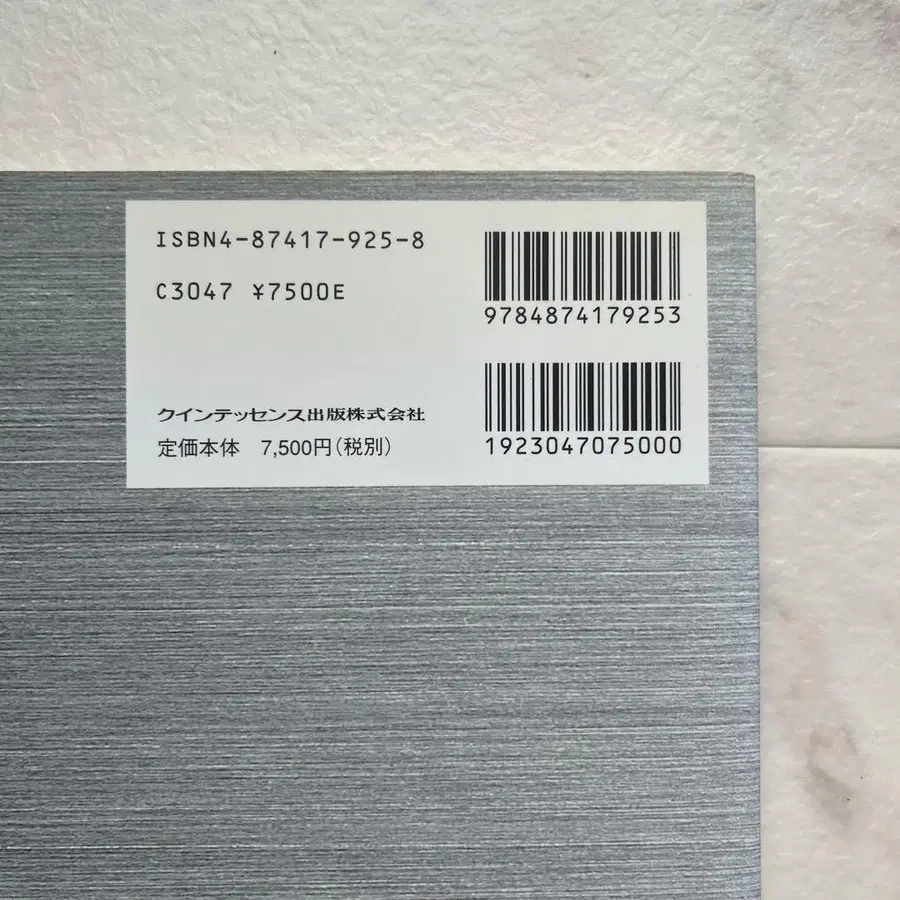 ISBN4-87417-925-8
C3047 ¥7500E
クインテッセンス出版株式会社
定価本体 7,500円(税別)
9784874179253
1923047075000